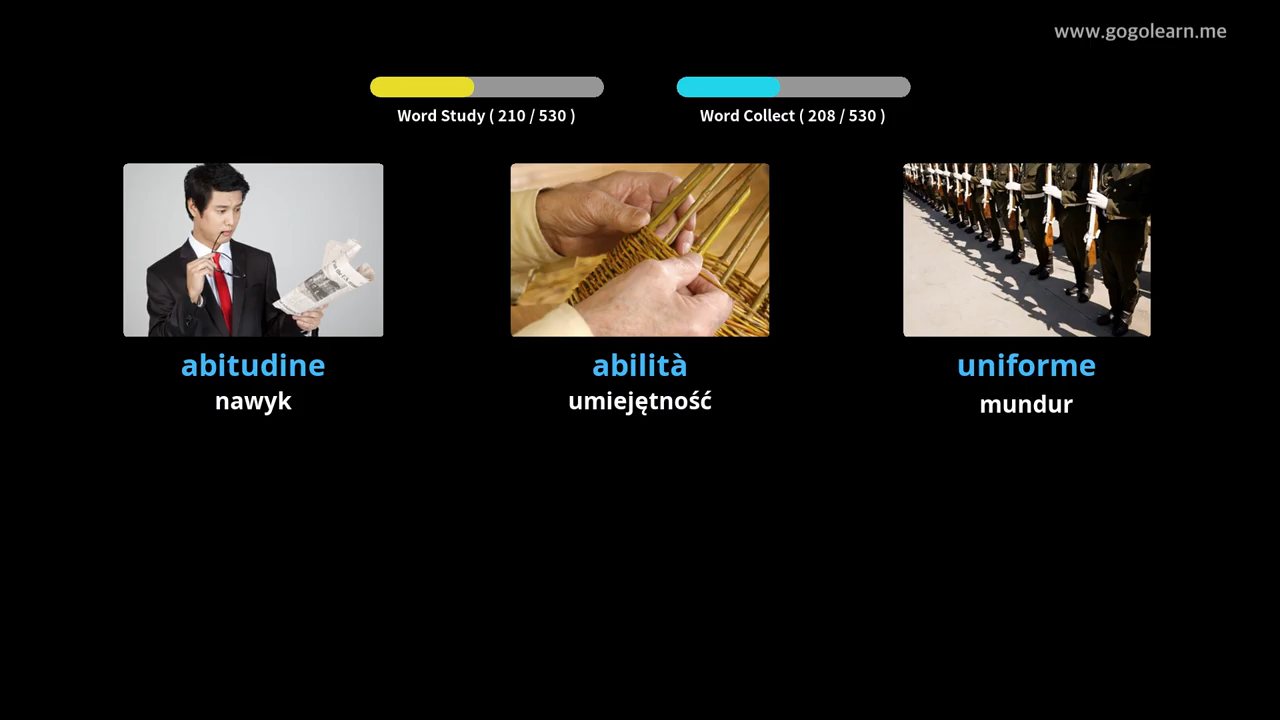 www.gogolearn.me
Word Study ( 210 / 530 )
Word Collect ( 208 / 530 )
abitudine
nawyk
abilità
umiejętność
uniforme
mundur